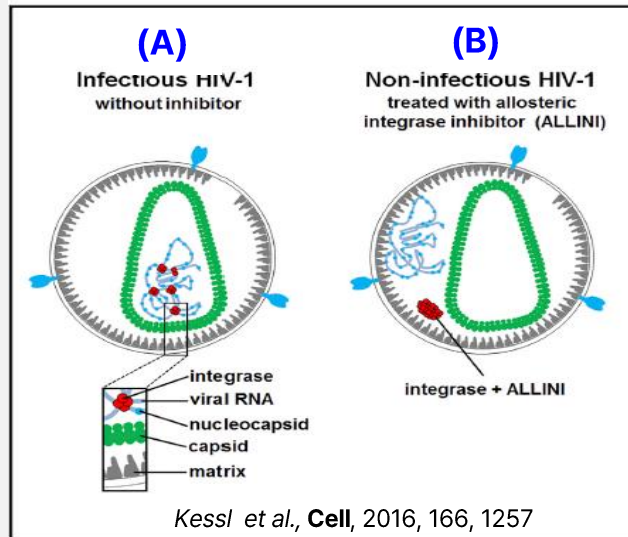 (A)
Infectious HIV-1
without inhibitor
(B)
Non-infectious HIV-1
treated with allosteric
integrase inhibitor (ALLINI)
integrase
viral RNA
nucleocapsid
capsid
matrix
integrase + ALLINI
Kessl et al., Cell, 2016, 166, 1257